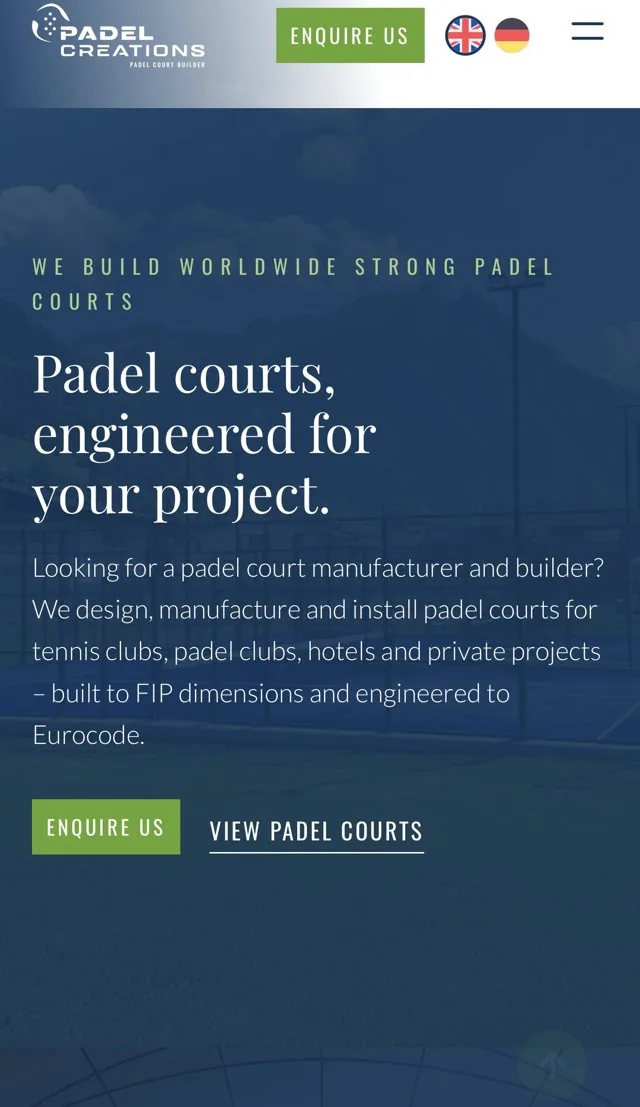 PADEL
CREATIONS
PADEL COURT BUILDER
ENQUIRE US
WE BUILD WORLDWIDE STRONG PADEL
COURTS
Padel courts,
engineered for
your project.
Looking for a padel court manufacturer and builder?
We design, manufacture and install padel courts for
tennis clubs, padel clubs, hotels and private projects
– built to FIP dimensions and engineered to
Eurocode.
ENQUIRE US
VIEW PADEL COURTS